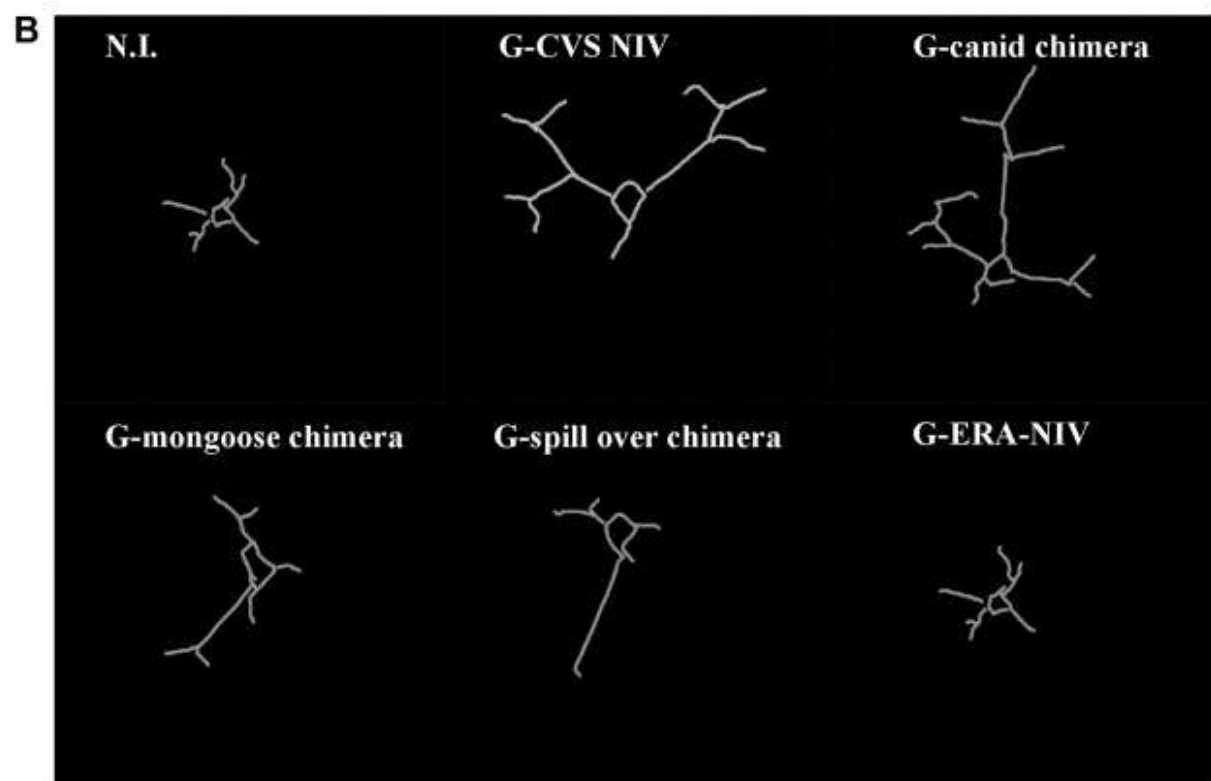 B
N.I.
G-CVS NIV
G-canid chimera
G-mongoose chimera
G-spill over chimera
G-ERA-NIV